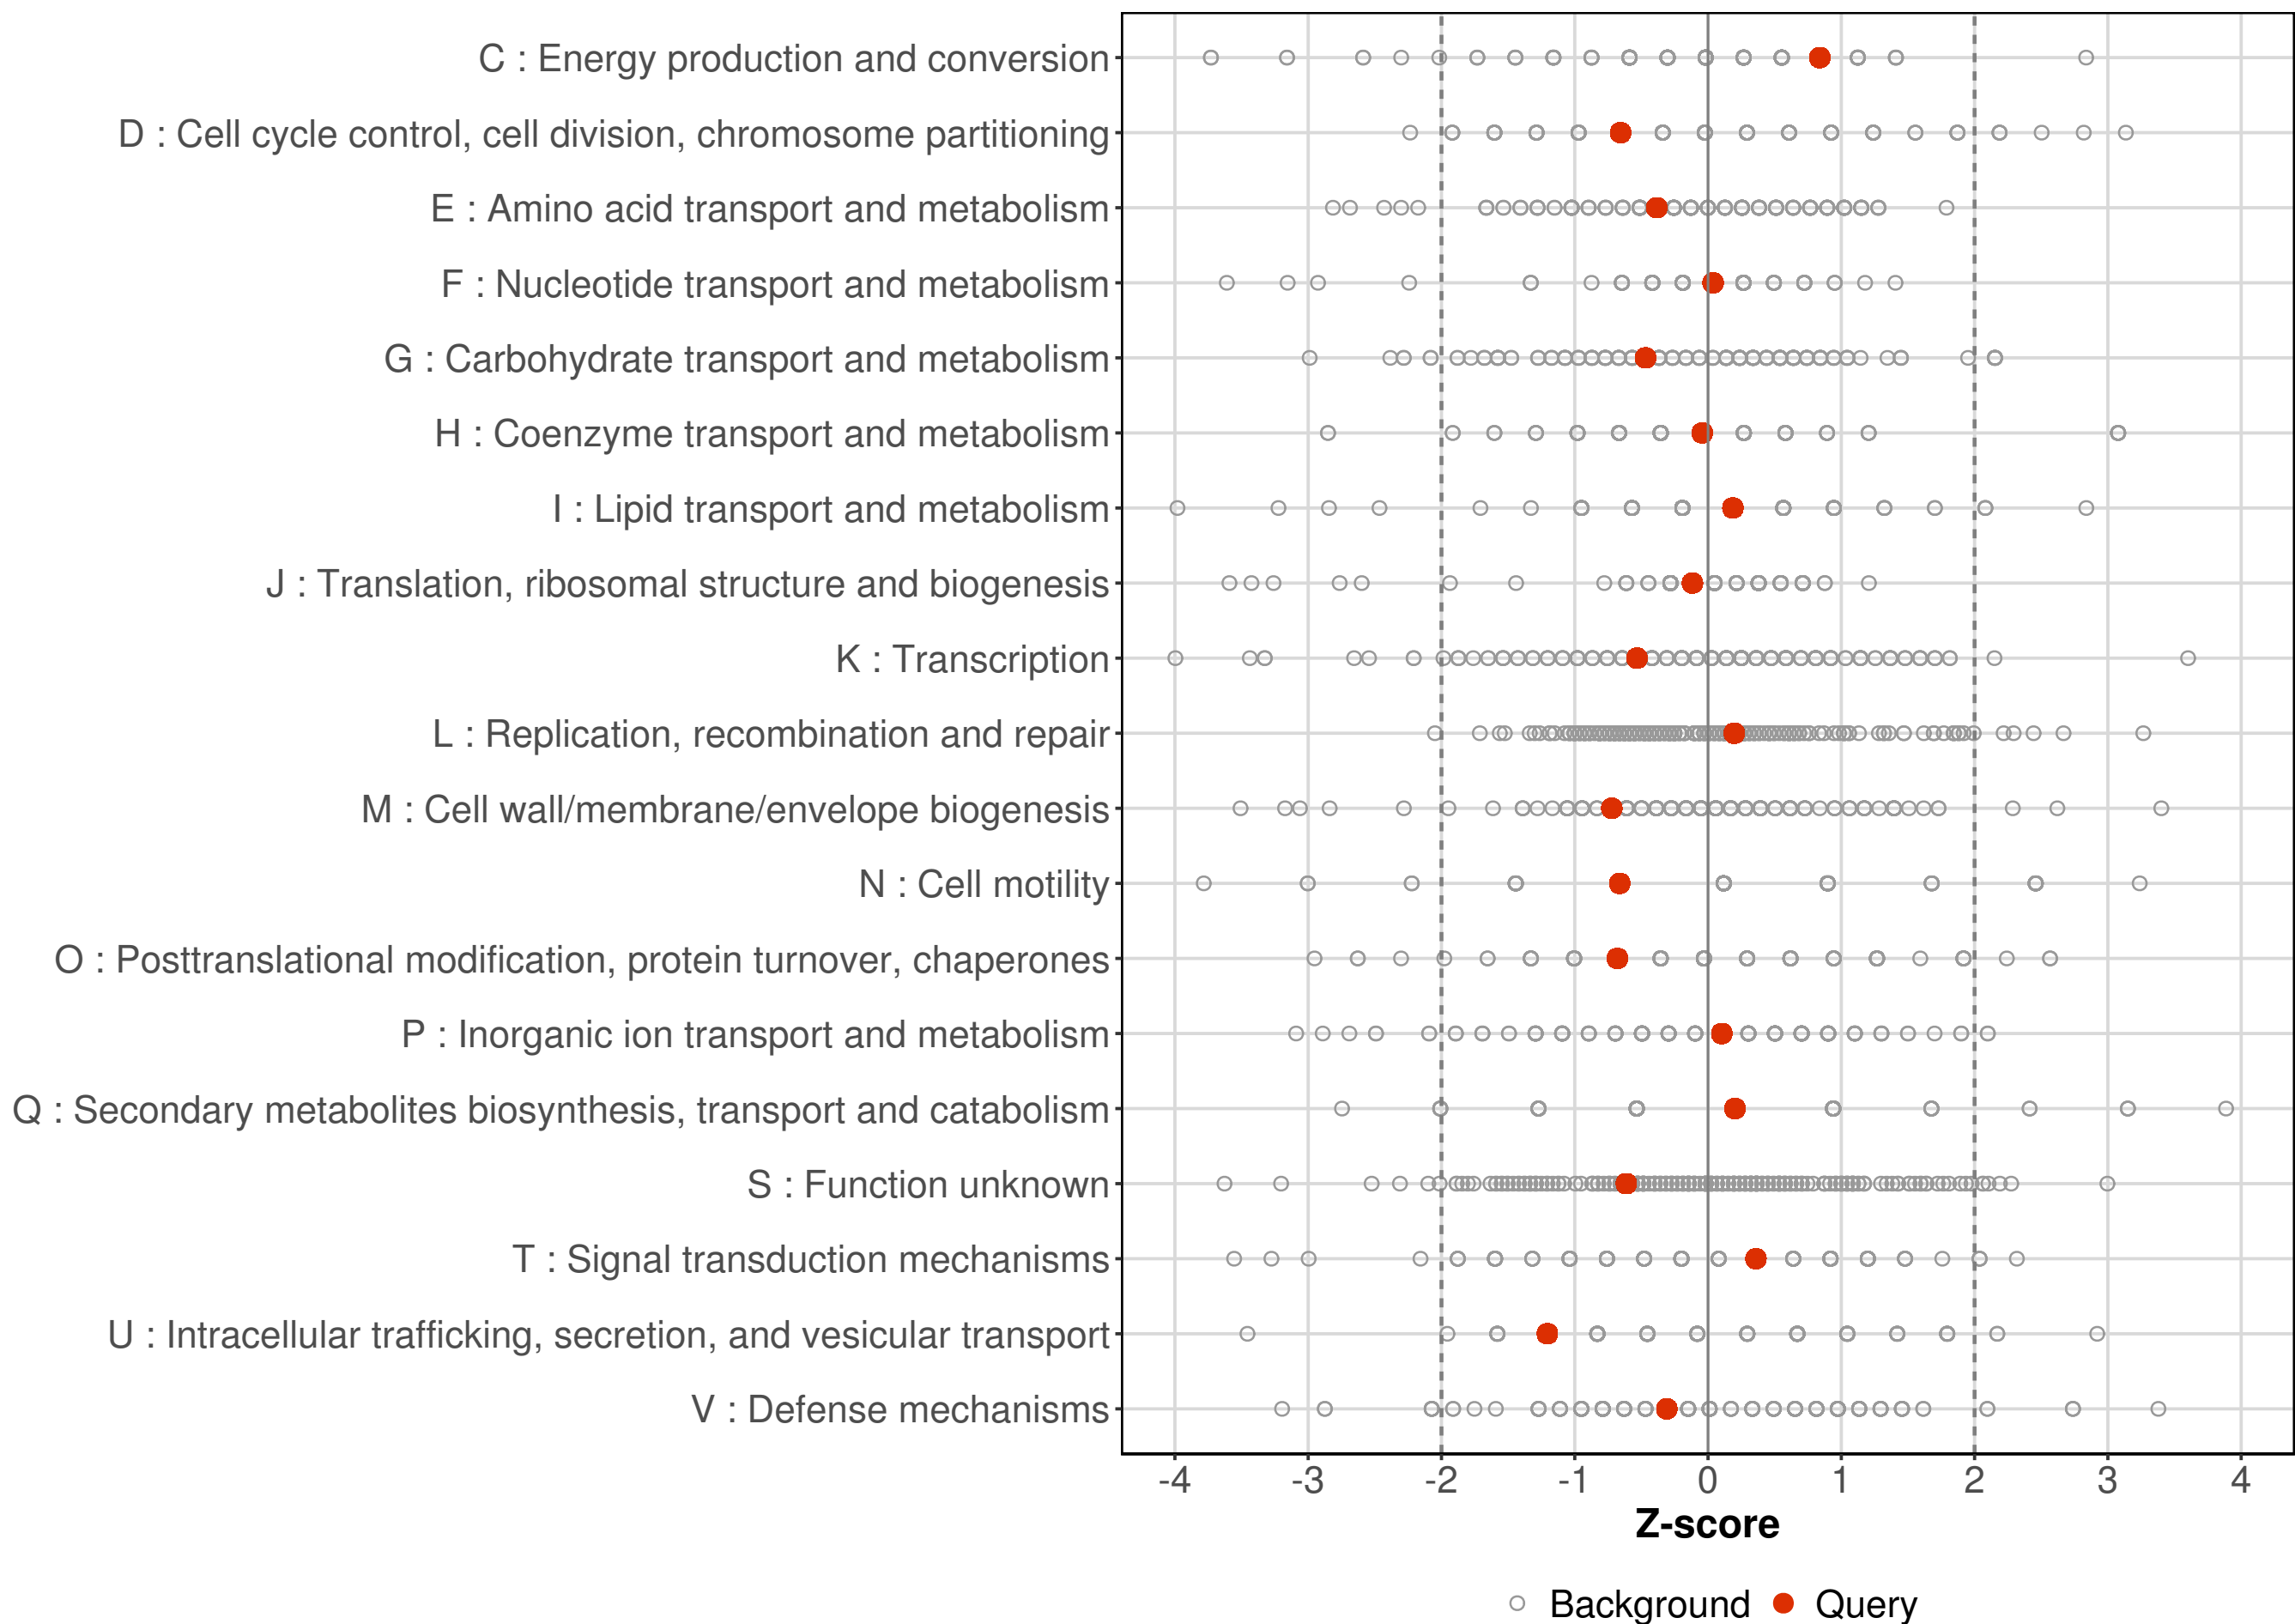 C : Energy production and conversion
D : Cell cycle control, cell division, chromosome partitioning
E : Amino acid transport and metabolism
F : Nucleotide transport and metabolism
G : Carbohydrate transport and metabolism
H : Coenzyme transport and metabolism
I : Lipid transport and metabolism
J : Translation, ribosomal structure and biogenesis
K : Transcription
L : Replication, recombination and repair
M : Cell wall/membrane/envelope biogenesis
N : Cell motility
O : Posttranslational modification, protein turnover, chaperones
P : Inorganic ion transport and metabolism
Q : Secondary metabolites biosynthesis, transport and catabolism
S : Function unknown
T : Signal transduction mechanisms
U : Intracellular trafficking, secretion, and vesicular transport
V : Defense mechanisms
-4 -3 -2 -1 0 1 2 3 4
Z-score
Background Query